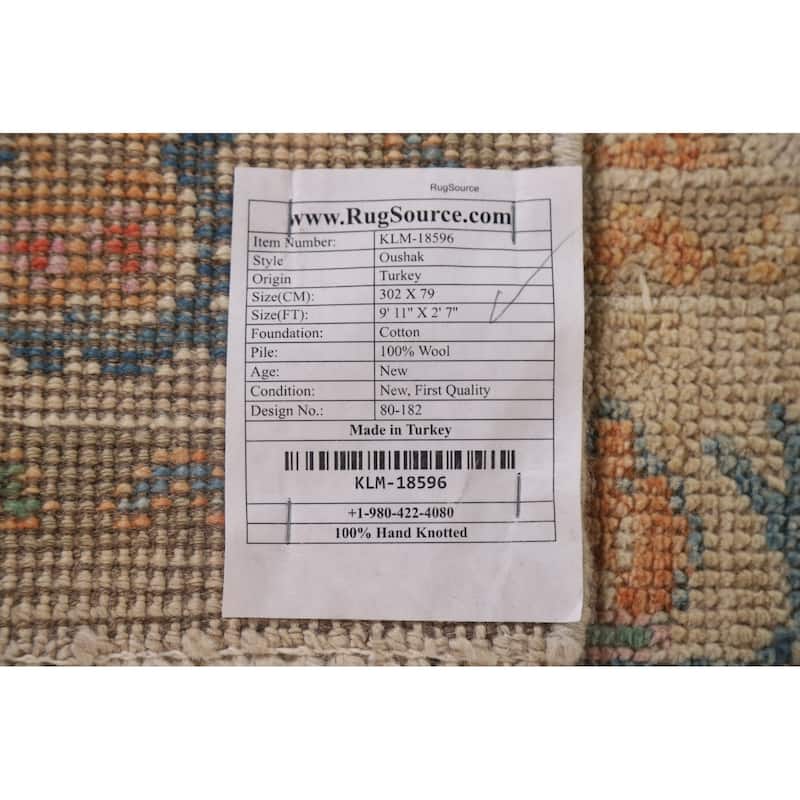 RugSource
www.RugSource.com
Item Number: KLM-18596
Style Oushak
Origin Turkey
Size(CM): 302 X 79
Size(FT): 9' 11" X 2' 7"
Foundation: Cotton
Pile: 100% Wool
Age: New
Condition: New, First Quality
Design No.: 80-182
Made in Turkey
KLM-18596
+1-980-422-4080
100% Hand Knotted